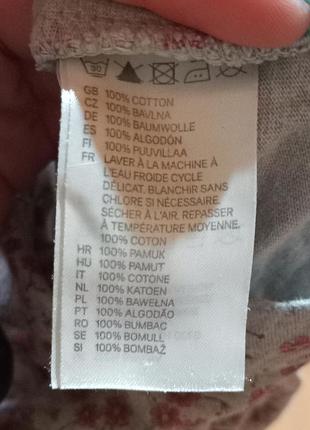 30
GB 100% COTTON
CZ 100% BAVLNA
DE 100% BAUMWOLLE
ES 100% ALGODÓN
FI 100% PUUVILLAA
FR LAVER À LA MACHINE À
L'EAU FROIDE CYCLE
DÉLICAT. BLANCHIR SANS
CHLORE SI NÉCESSAIRE.
SÉCHER À L'AIR. REPASSER
À TEMPÉRATURE MOYENNE.
100% COTON
HR 100% PAMUK
HU 100% PAMUT
IT 100% COTONE
NL 100% KATOEN
PL 100% BAWEŁNA
PT 100% ALGODÃO
RO 100% BUMBAC
SE 100% BOMULL
SI 100% BOMBAŽ